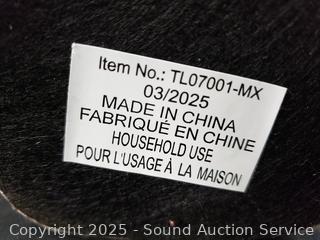 Item No.: TL07001-MX
03/2025
MADE IN CHINA
FABRIQUÉ EN CHINE
HOUSEHOLD USE
POUR L'USAGE À LA MAISON
Copyright 2025 - Sound Auction Service